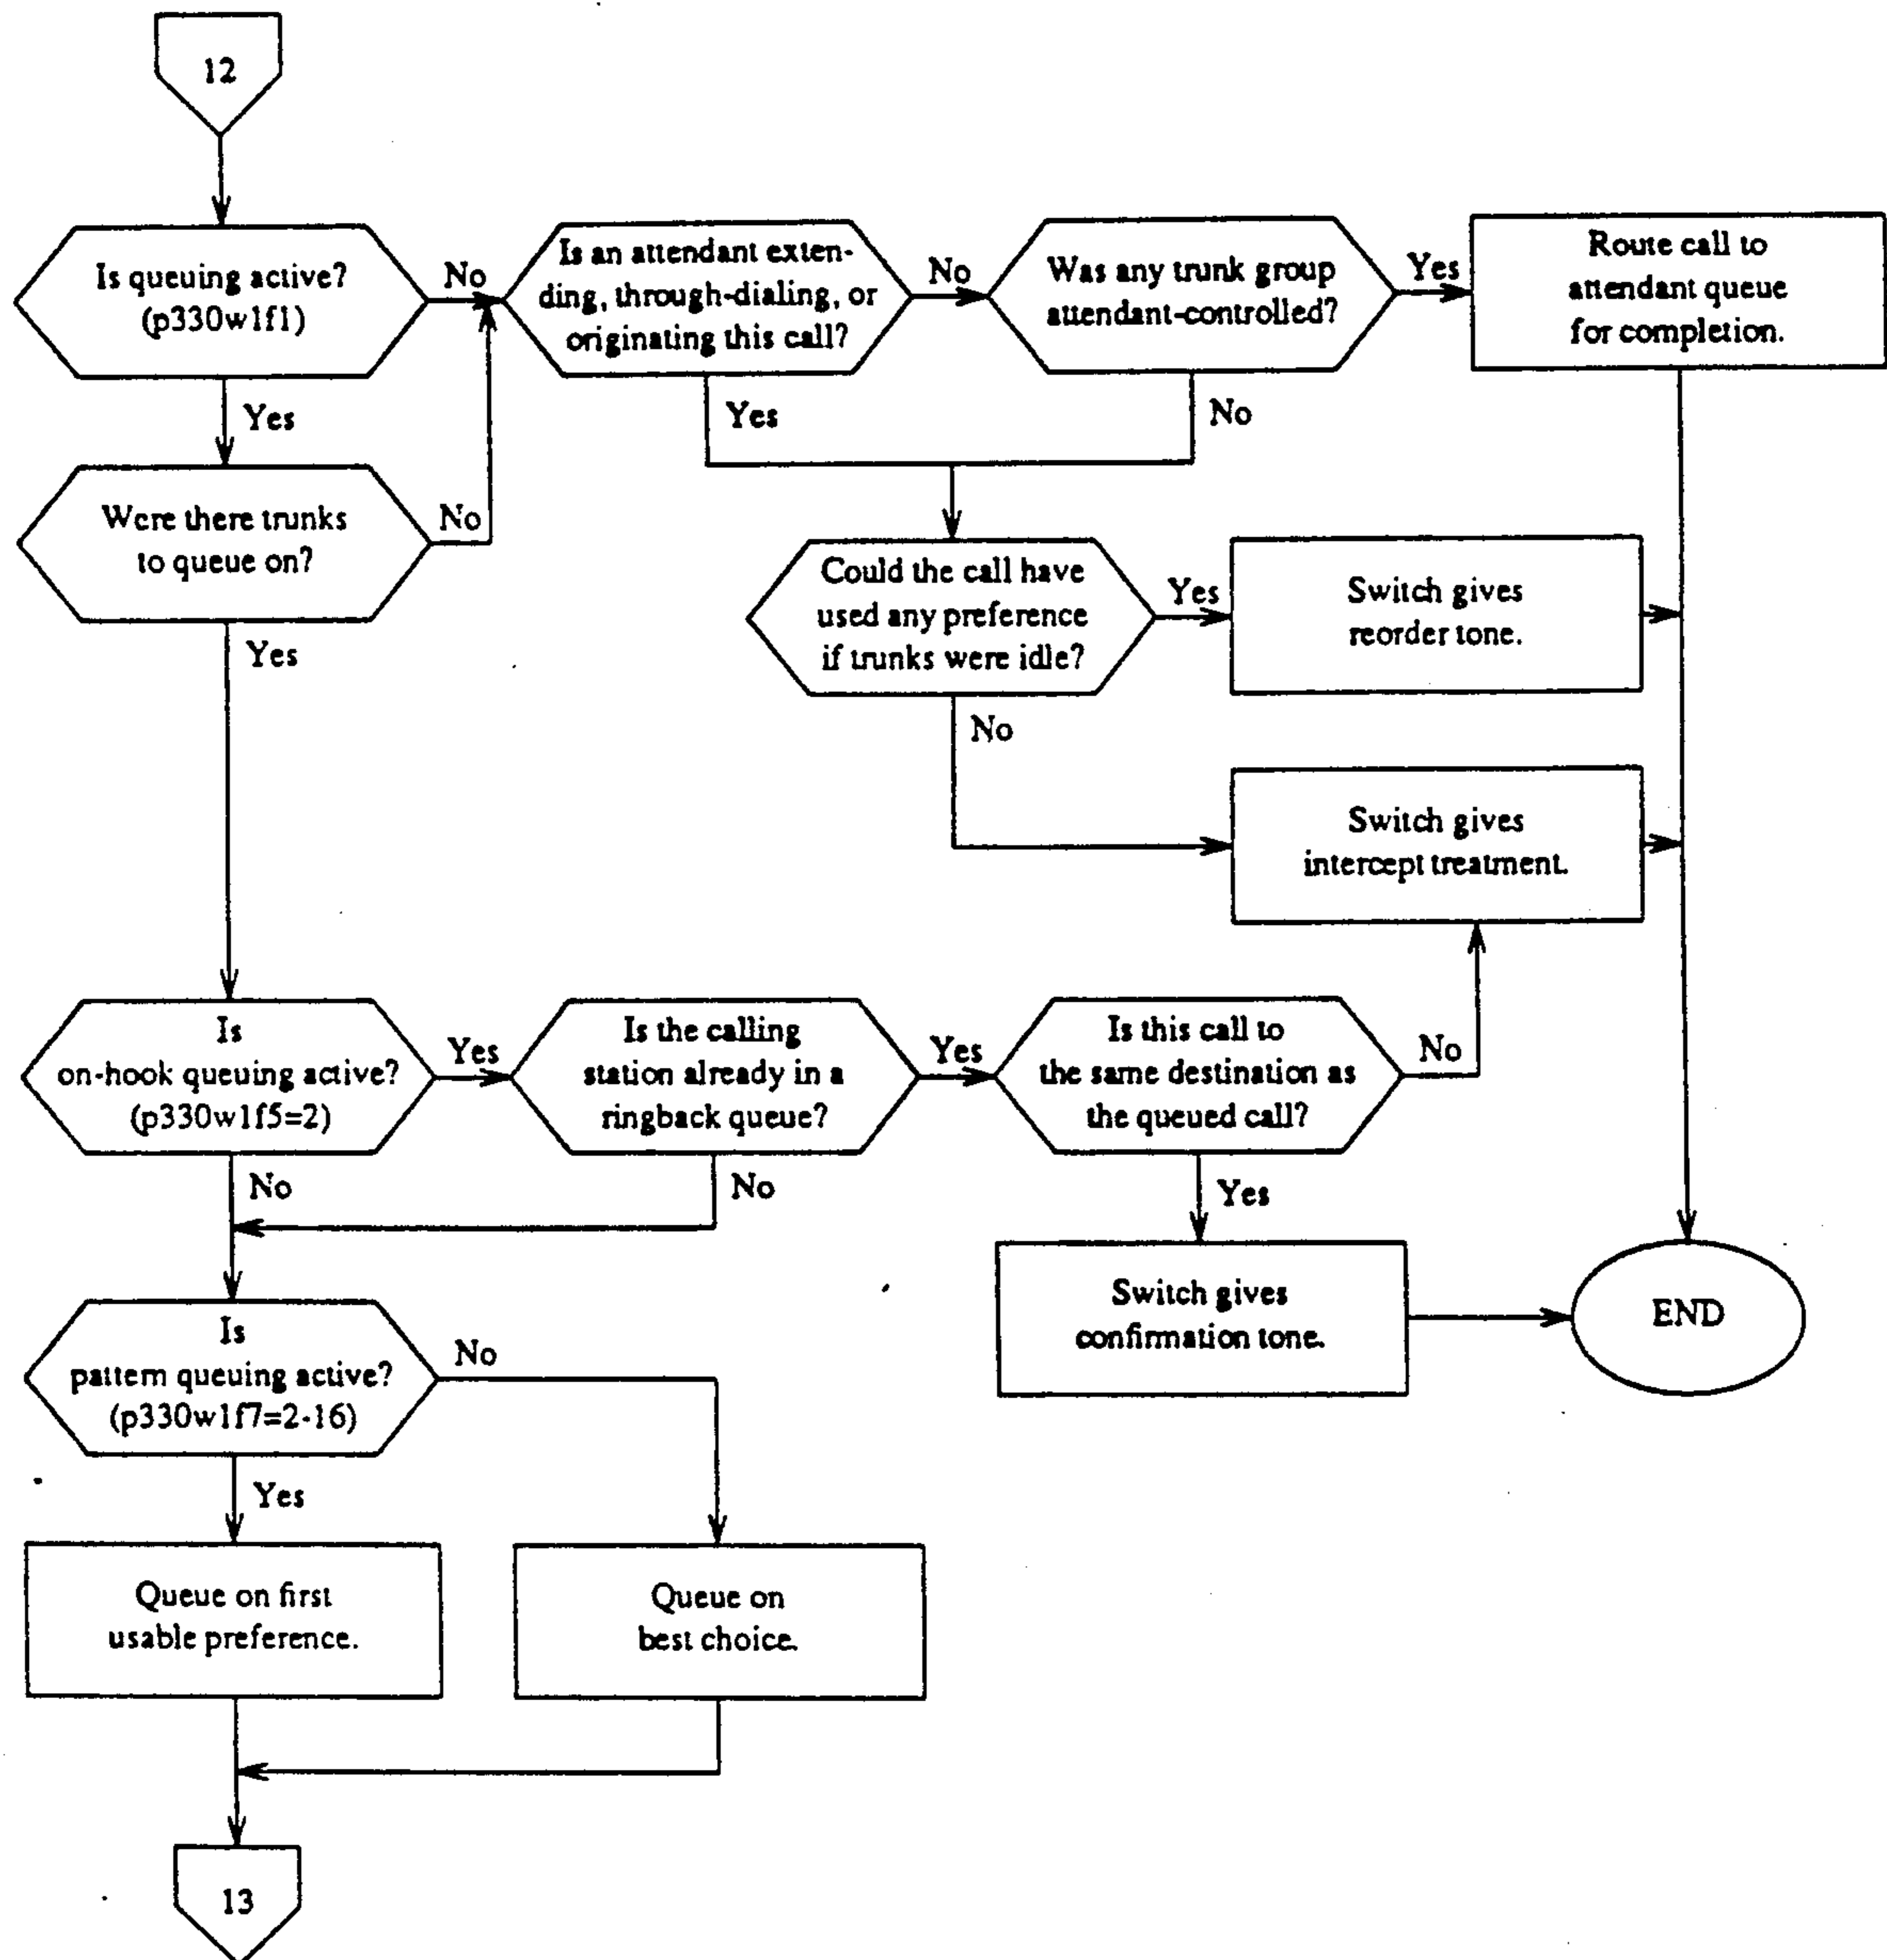 12
Is queuing active?
(p330w1f1)
No
Is an attendant exten-
ding, through-dialing, or
originating this call?
No
Was any trunk group
attendant-controlled?
Yes
Route call to
attendant queue
for completion.
Yes
Yes
No
Were there trunks
to queue on?
No
Yes
Could the call have
used any preference
if trunks were idle?
Yes
Switch gives
reorder tone.
No
Switch gives
intercept treatment.
Is
on-hook queuing active?
(p330w1f5=2)
Yes
Is the calling
station already in a
ringback queue?
Yes
Is this call to
the same destination as
the queued call?
No
No
No
Yes
Switch gives
confirmation tone.
END
Is
pattern queuing active?
(p330w1f7=2-16)
No
Yes
Queue on first
usable preference.
Queue on
best choice.
13